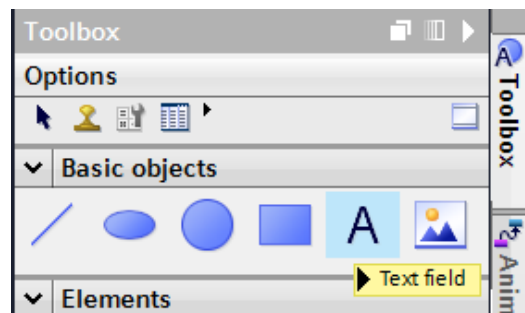 Toolbox
Options
Basic objects
A
Text field
Elements
A Toolbox
Anim